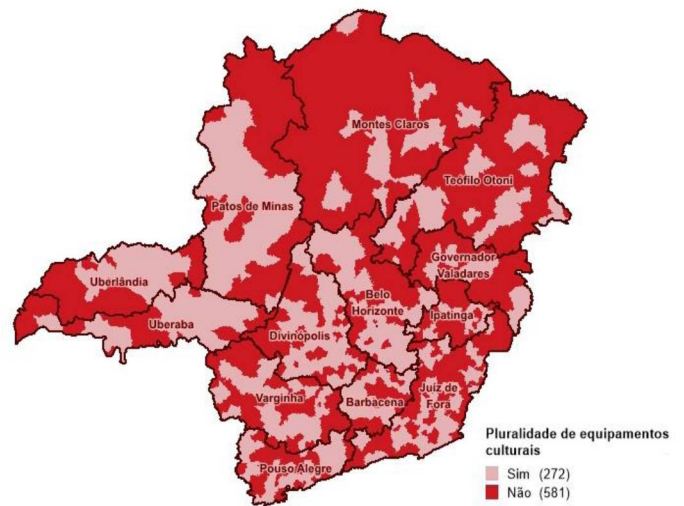 Montes Claros
Teófilo Otoni
Patos de Minas
Governador
Valadares
Uberlândia
Belo
Horizonte
Ipatinga
Uberaba
Divinópolis
Juiz de
Fora
Varginha
Barbacena
Pouso Alegre
Pluralidade de equipamentos
culturais
Sim (272)
Não (581)